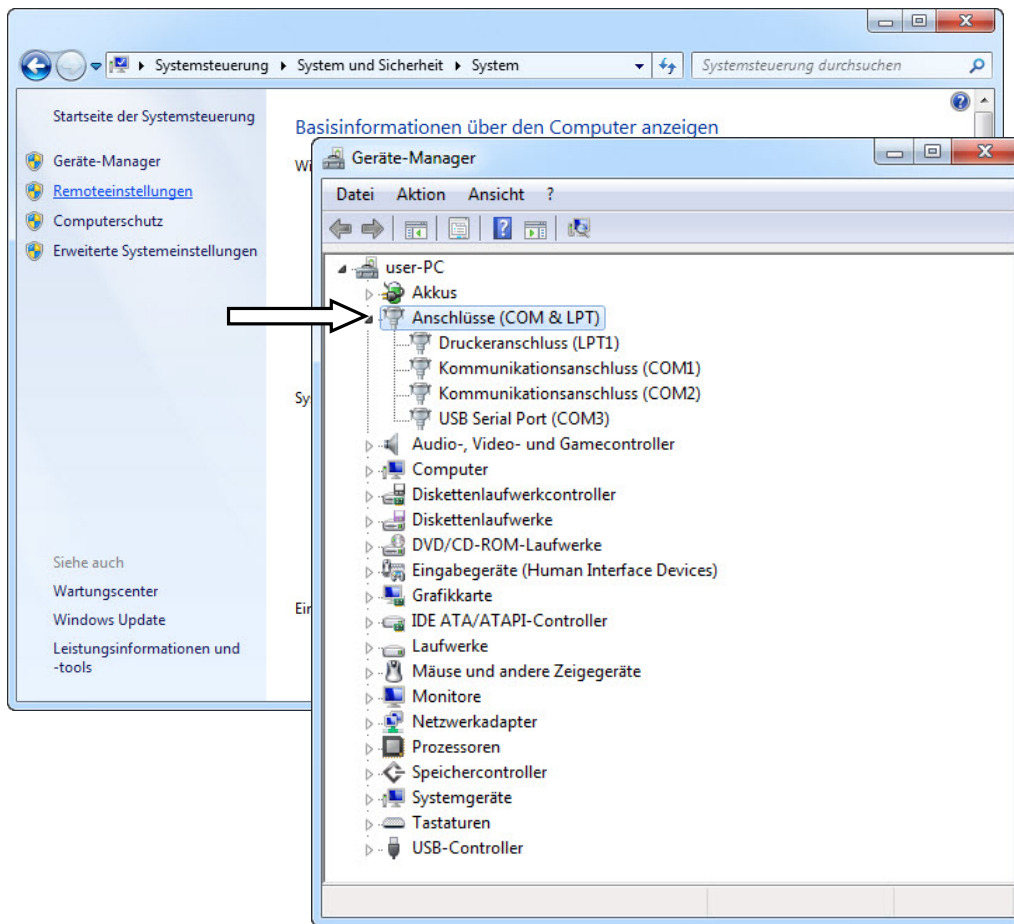 Systemsteuerung ▸ System und Sicherheit ▸ System
Systemsteuerung durchsuchen
Startseite der Systemsteuerung
Geräte-Manager
Remoteeinstellungen
Computerschutz
Erweiterte Systemeinstellungen
Siehe auch
Wartungscenter
Windows Update
Leistungsinformationen und
-tools
Basisinformationen über den Computer anzeigen
Wi
Sy
Ein
Geräte-Manager
Datei Aktion Ansicht ?
user-PC
Akkus
Anschlüsse (COM & LPT)
Druckeranschluss (LPT1)
Kommunikationsanschluss (COM1)
Kommunikationsanschluss (COM2)
USB Serial Port (COM3)
Audio-, Video- und Gamecontroller
Computer
Diskettenlaufwerkcontroller
Diskettenlaufwerke
DVD/CD-ROM-Laufwerke
Eingabegeräte (Human Interface Devices)
Grafikkarte
IDE ATA/ATAPI-Controller
Laufwerke
Mäuse und andere Zeigegeräte
Monitore
Netzwerkadapter
Prozessoren
Speichercontroller
Systemgeräte
Tastaturen
USB-Controller